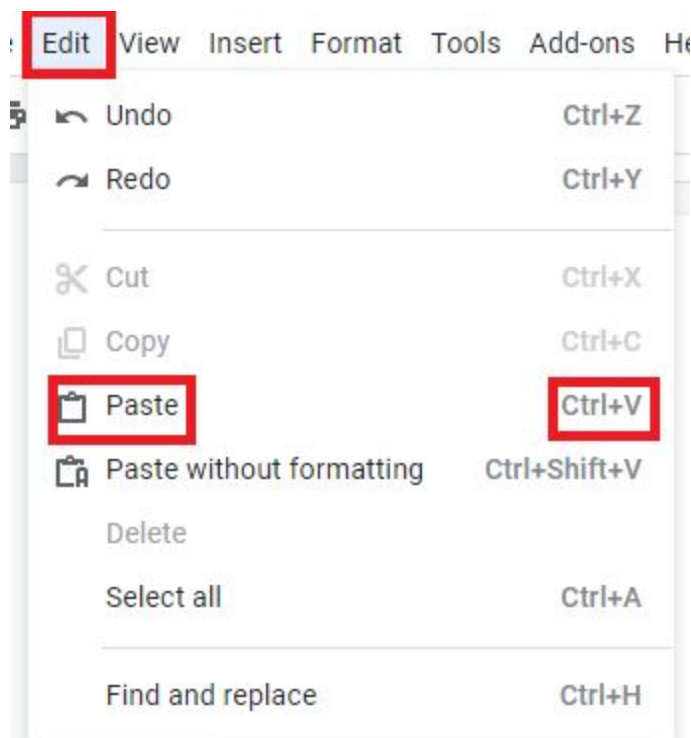 Edit View Insert Format Tools Add-ons
Undo Ctrl+Z
Redo Ctrl+Y
Cut Ctrl+X
Copy Ctrl+C
Paste Ctrl+V
Paste without formatting Ctrl+Shift+V
Delete
Select all Ctrl+A
Find and replace Ctrl+H